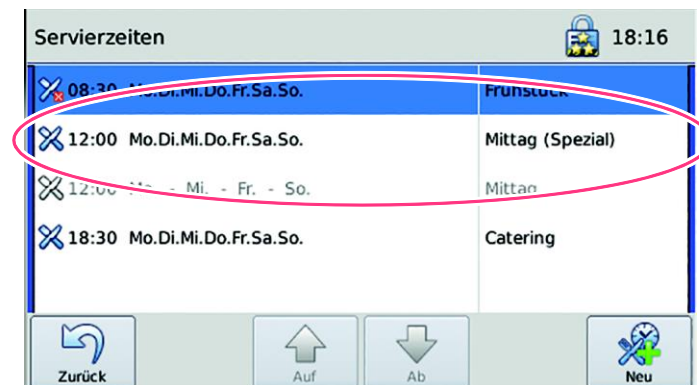 Servierzeiten 18:16
08:30 Mo.Di.Mi.Do.Fr.Sa.So. Frühstück
12:00 Mo.Di.Mi.Do.Fr.Sa.So. Mittag (Spezial)
12:00 Mo. - Mi. - Fr. - So. Mittag
18:30 Mo.Di.Mi.Do.Fr.Sa.So. Catering
Zurück Auf Ab Neu